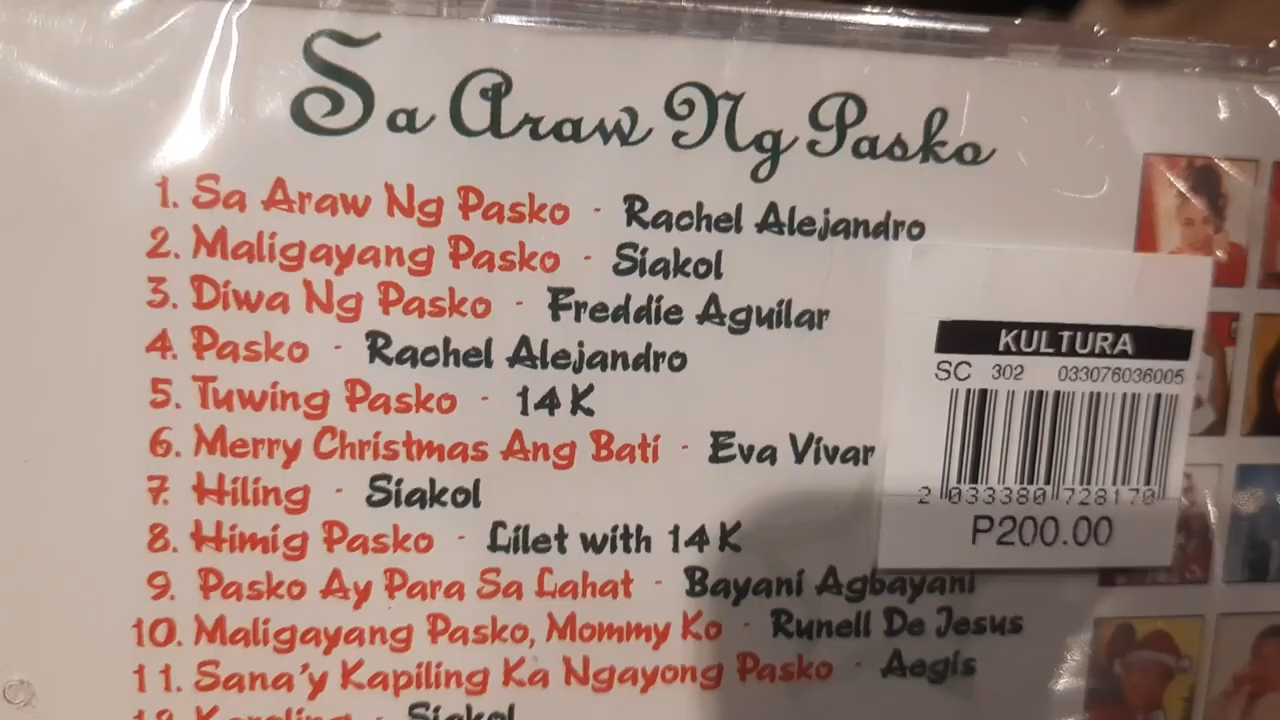 Sa Araw Ng Pasko
1. Sa Araw Ng Pasko - Rachel Alejandro
2. Maligayang Pasko - Siakol
3. Diwa Ng Pasko - Freddie Aguilar
4. Pasko - Rachel Alejandro
5. Tuwing Pasko - 14K
6. Merry Christmas Ang Bati - Eva Vivar
7. Hiling - Siakol
8. Himig Pasko - Lilet with 14K
9. Pasko Ay Para Sa Lahat - Bayani Agbayani
10. Maligayang Pasko, Mommy Ko - Runell De Jesus
11. Sana'y Kapiling Ka Ngayong Pasko - Aegis
12. Karoling - Siakol
KULTURA
SC 302 033076036005
2 033380 728170
P200.00